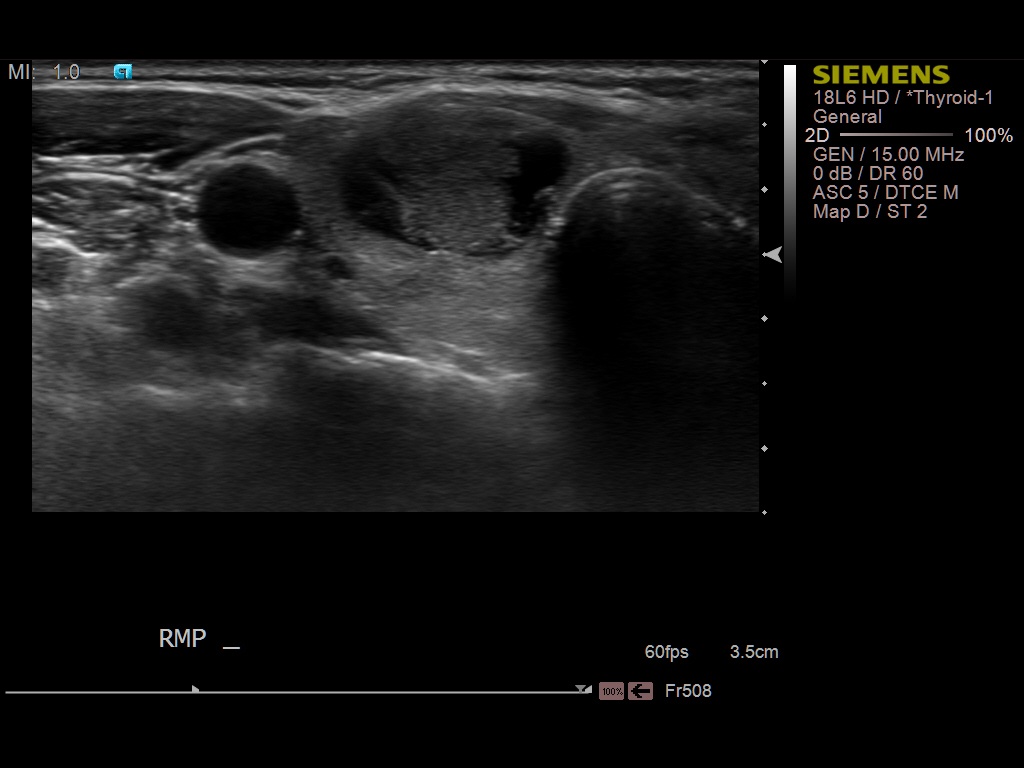 MI: 1.0
SIEMENS
18L6 HD / *Thyroid-1
General
2D 100%
GEN / 15.00 MHz
0 dB / DR 60
ASC 5 / DTCE M
Map D / ST 2
RMP _
60fps 3.5cm
100% Fr508